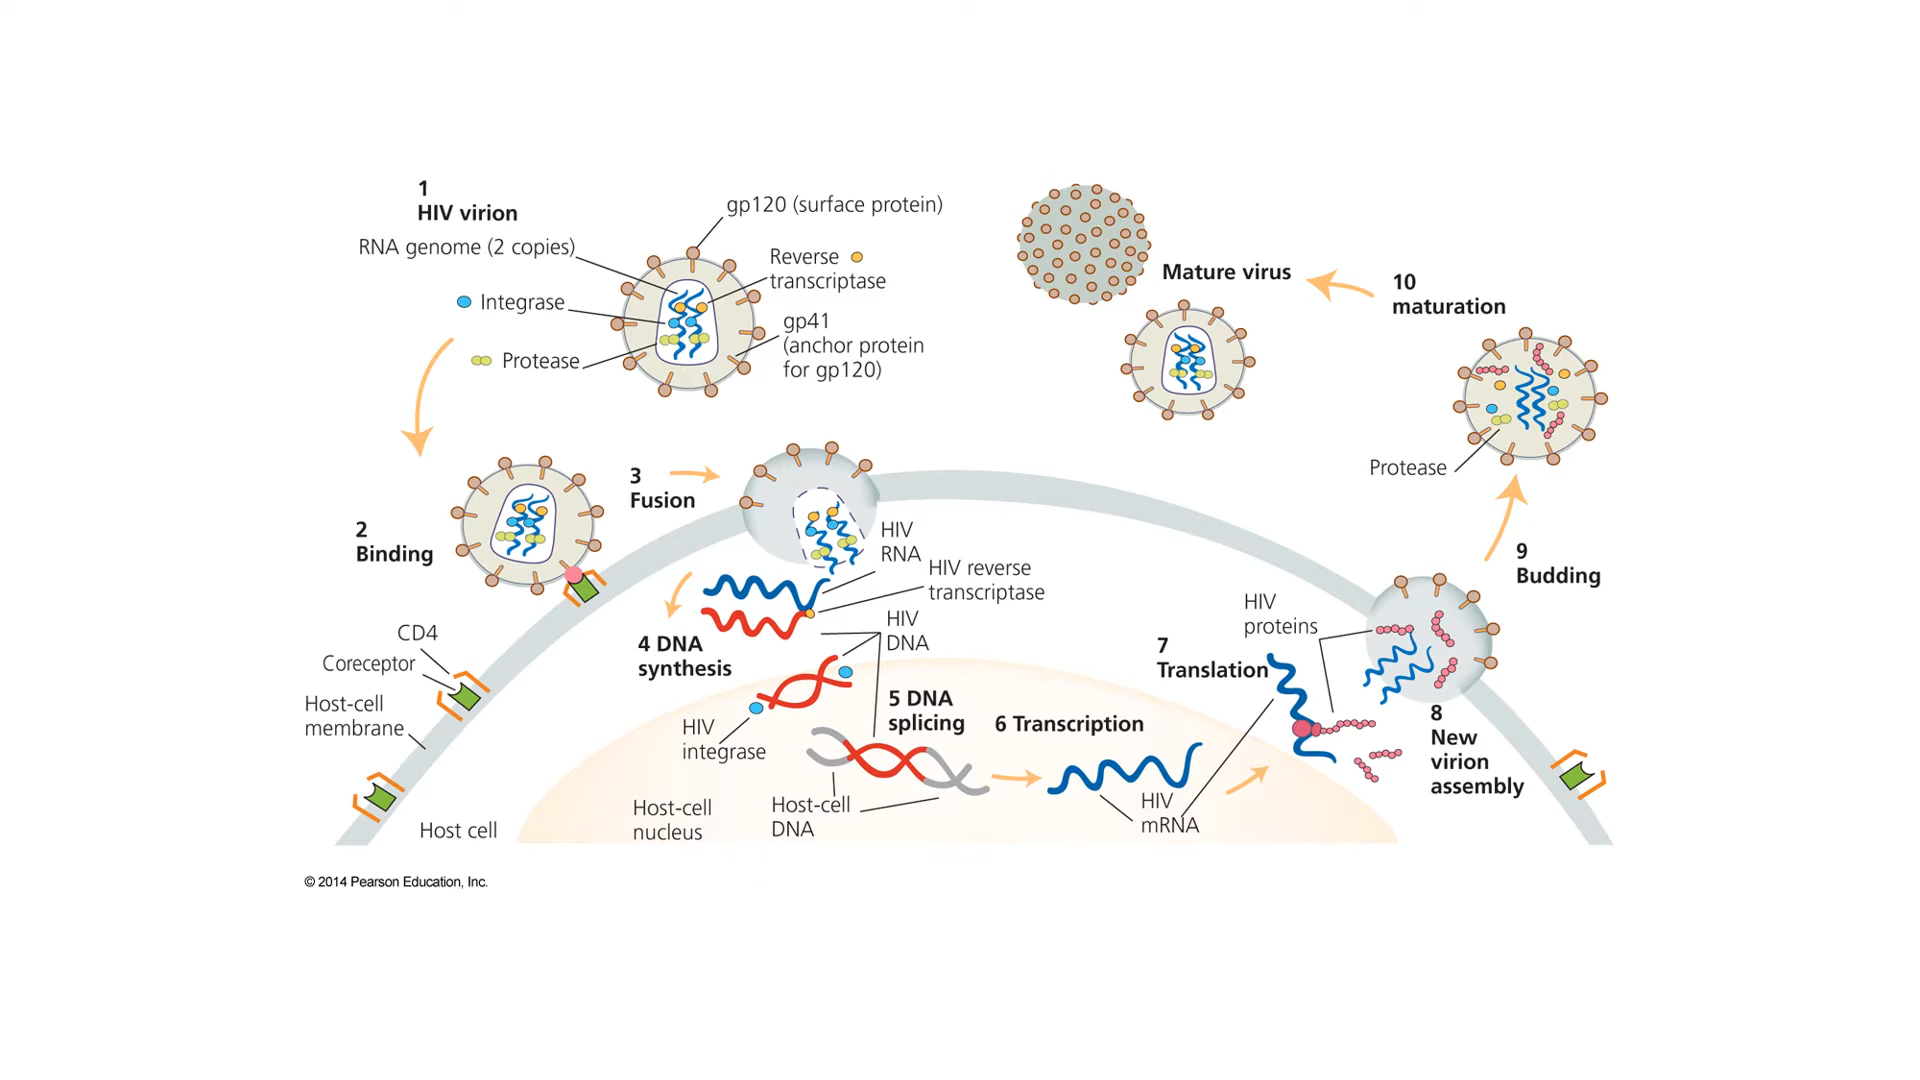 1
HIV virion
RNA genome (2 copies)
Integrase
Protease
gp120 (surface protein)
Reverse
transcriptase
gp41
(anchor protein
for gp120)
Mature virus
10
maturation
Protease
2
Binding
3
Fusion
HIV
RNA
HIV reverse
transcriptase
HIV
DNA
4 DNA
synthesis
CD4
Coreceptor
Host-cell
membrane
Host cell
HIV
integrase
5 DNA
splicing
Host-cell
nucleus
Host-cell
DNA
6 Transcription
HIV
mRNA
7
Translation
HIV
proteins
8
New
virion
assembly
9
Budding
© 2014 Pearson Education, Inc.